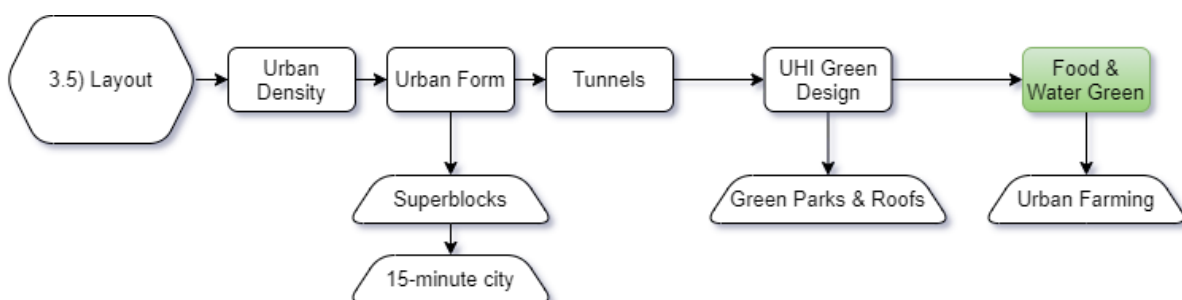 3.5) Layout
Urban
Density
Urban Form
Tunnels
UHI Green
Design
Food &
Water Green
Superblocks
Green Parks & Roofs
Urban Farming
15-minute city